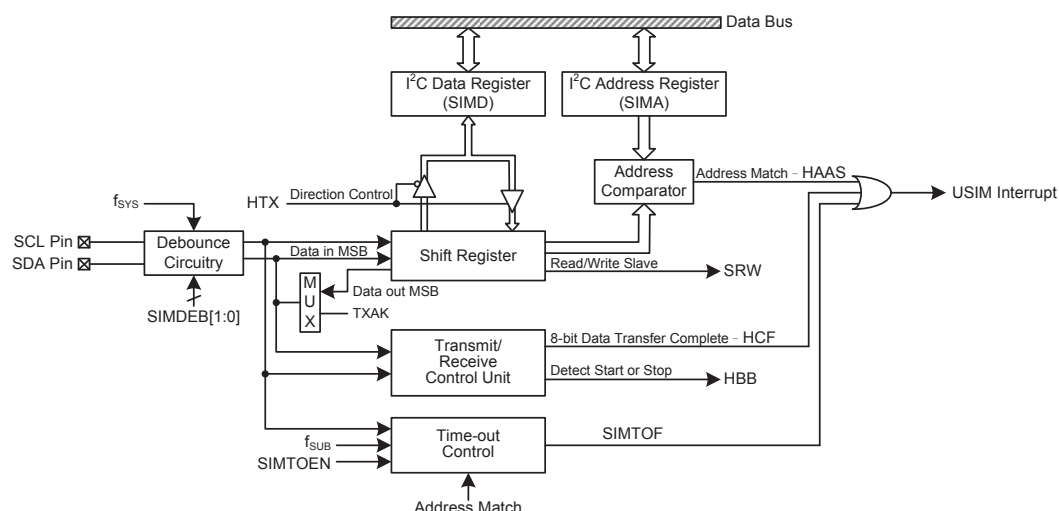 Data Bus
I²C Data Register
(SIMD)
I²C Address Register
(SIMA)
Address
Comparator
Address Match - HAAS
USIM Interrupt
HTX
Direction Control
fSYS
SCL Pin
SDA Pin
Debounce
Circuitry
SIMDEB[1:0]
Data in MSB
Shift Register
Read/Write Slave
SRW
M
U
X
Data out MSB
TXAK
Transmit/
Receive
Control Unit
8-bit Data Transfer Complete - HCF
Detect Start or Stop
HBB
fSUB
SIMTOEN
Time-out
Control
SIMTOF
Address Match